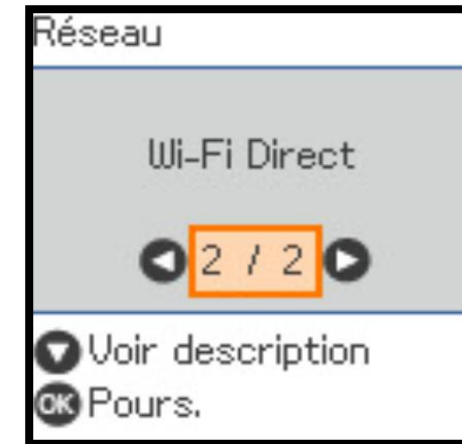 Réseau
Wi-Fi Direct
2 / 2
Voir description
OK Pours.